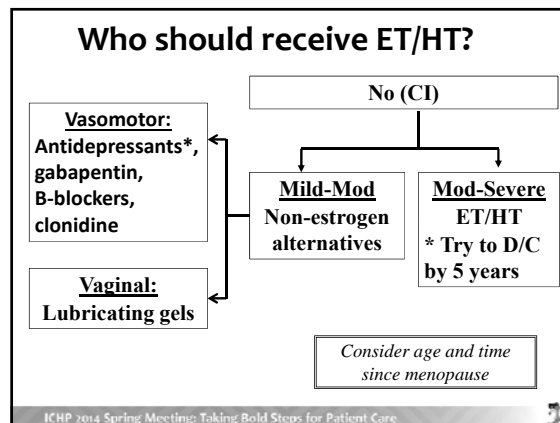 Who should receive ET/HT?
No (CI)
Vasomotor:
Antidepressants*,
gabapentin,
B-blockers,
clonidine
Mild-Mod
Non-estrogen
alternatives
Mod-Severe
ET/HT
* Try to D/C
by 5 years
Vaginal:
Lubricating gels
Consider age and time
since menopause
ICHP 2014 Spring Meeting: Taking Bold Steps for Patient Care